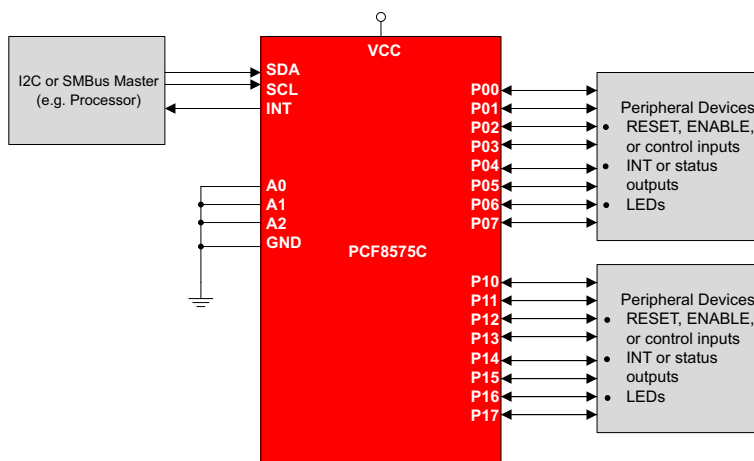 VCC
I2C or SMBus Master
(e.g. Processor)
SDA
SCL
INT
A0
A1
A2
GND
PCF8575C
P00
P01
P02
P03
P04
P05
P06
P07
Peripheral Devices
• RESET, ENABLE,
or control inputs
• INT or status
outputs
• LEDs
P10
P11
P12
P13
P14
P15
P16
P17
Peripheral Devices
• RESET, ENABLE,
or control inputs
• INT or status
outputs
• LEDs